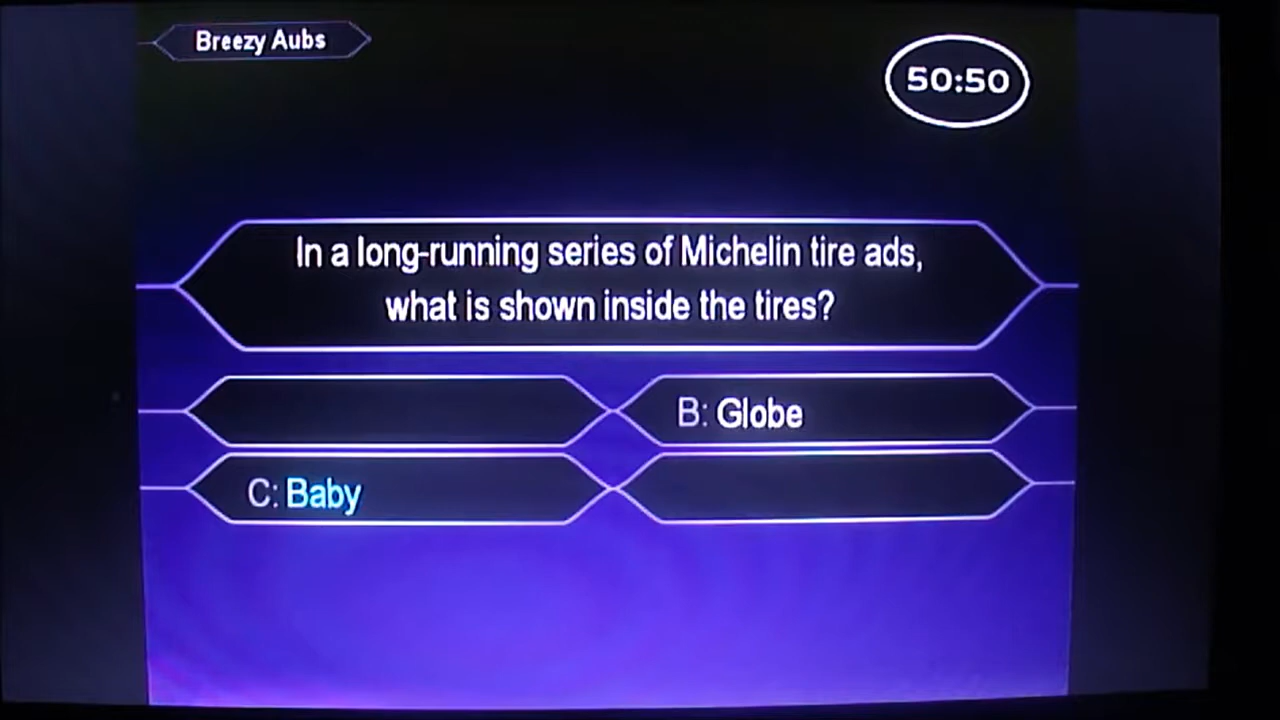 Breezy Aubs
50:50
In a long-running series of Michelin tire ads,
what is shown inside the tires?
B: Globe
C: Baby